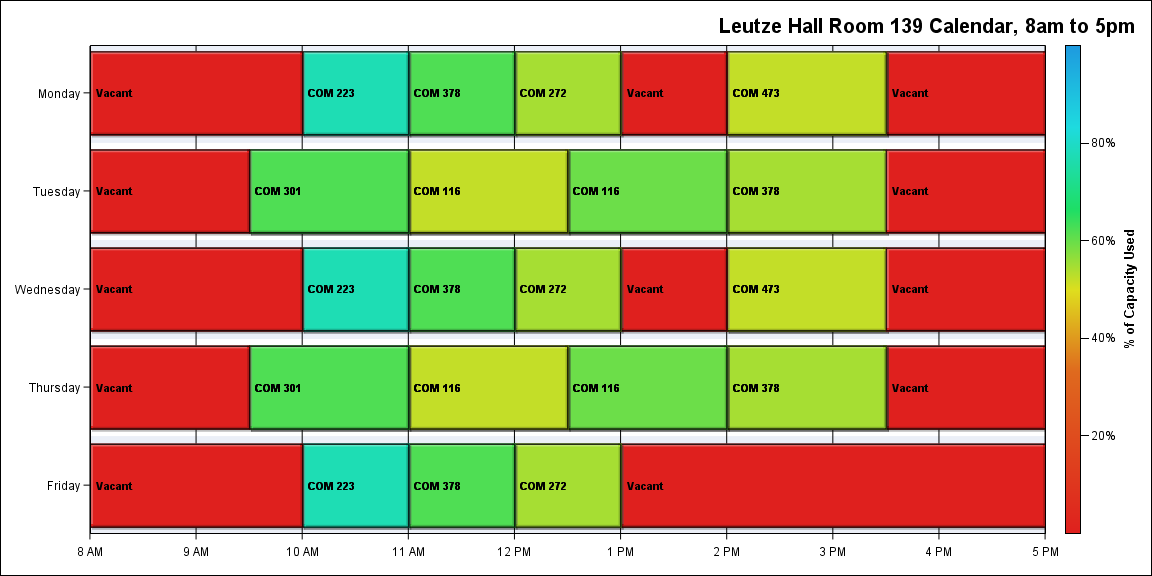 Leutze Hall Room 139 Calendar, 8am to 5pm
Monday
Vacant
COM 223
COM 378
COM 272
Vacant
COM 473
Vacant
Tuesday
Vacant
COM 301
COM 116
COM 116
COM 378
Vacant
Wednesday
Vacant
COM 223
COM 378
COM 272
Vacant
COM 473
Vacant
Thursday
Vacant
COM 301
COM 116
COM 116
COM 378
Vacant
Friday
Vacant
COM 223
COM 378
COM 272
Vacant
8 AM
9 AM
10 AM
11 AM
12 PM
1 PM
2 PM
3 PM
4 PM
5 PM
80%
60%
40%
20%
% of Capacity Used